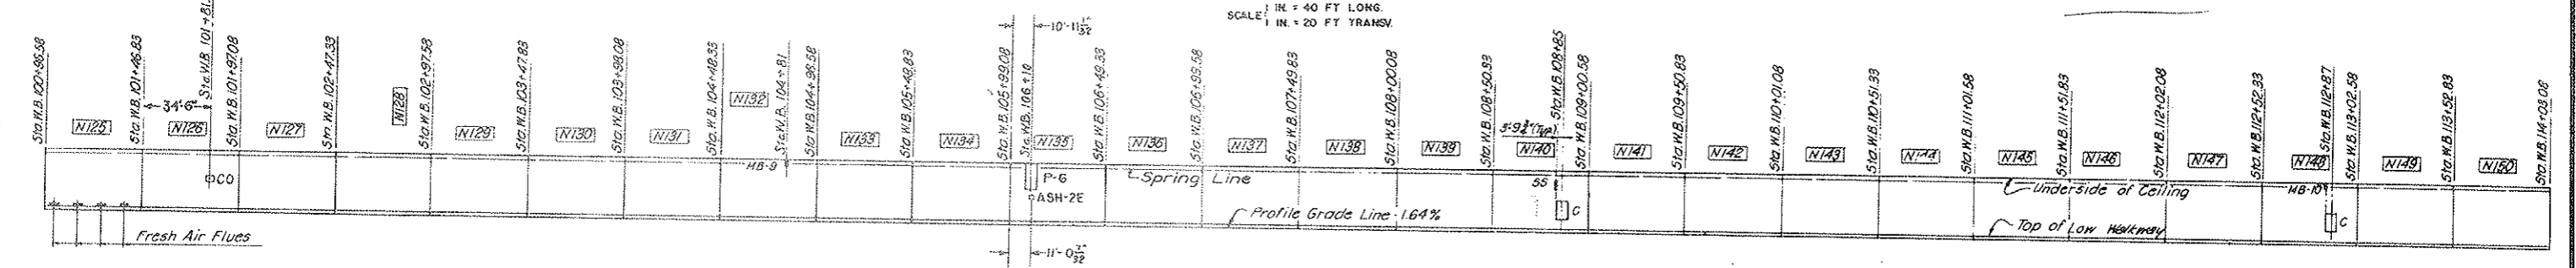 SCALE { 1 IN. = 40 FT LONG.
1 IN. = 20 FT TRANSV.
10'-11 1/32"
Sta.W.B. 100+96.58
Sta.W.B. 101+46.83
Sta.W.B. 101+81.
Sta.W.B. 101+97.08
Sta.W.B. 102+47.33
Sta.W.B. 102+97.58
Sta.W.B. 103+47.83
Sta.W.B. 103+98.08
Sta.W.B. 104+48.33
Sta.W.B. 104+81
Sta.W.B. 104+98.58
Sta.W.B. 105+48.83
Sta.W.B. 105+99.08
Sta.W.B. 106+10
Sta.W.B. 106+49.33
Sta.W.B. 106+99.58
Sta.W.B. 107+49.83
Sta.W.B. 108+00.08
Sta.W.B. 108+50.33
Sta.W.B. 108+85
Sta.W.B. 109+00.58
Sta.W.B. 109+50.83
Sta.W.B. 110+01.08
Sta.W.B. 110+51.33
Sta.W.B. 111+01.58
Sta.W.B. 111+51.83
Sta.W.B. 112+02.08
Sta.W.B. 112+52.33
Sta.W.B. 112+87
Sta.W.B. 113+02.58
Sta.W.B. 113+52.83
Sta.W.B. 114+03.08
34'-6"
N125
N126
N127
N128
N129
N130
N131
N132
N133
N134
N135
N136
N137
N138
N139
N140
N141
N142
N143
N144
N145
N146
N147
N148
N149
N150
(Typ)
CO
HB-9
P-6
ASH-2E
Spring Line
SS
C
Underside of Ceiling
HB-10
C
Profile Grade Line-1.64%
Top of Low Walkway
Fresh Air Flues